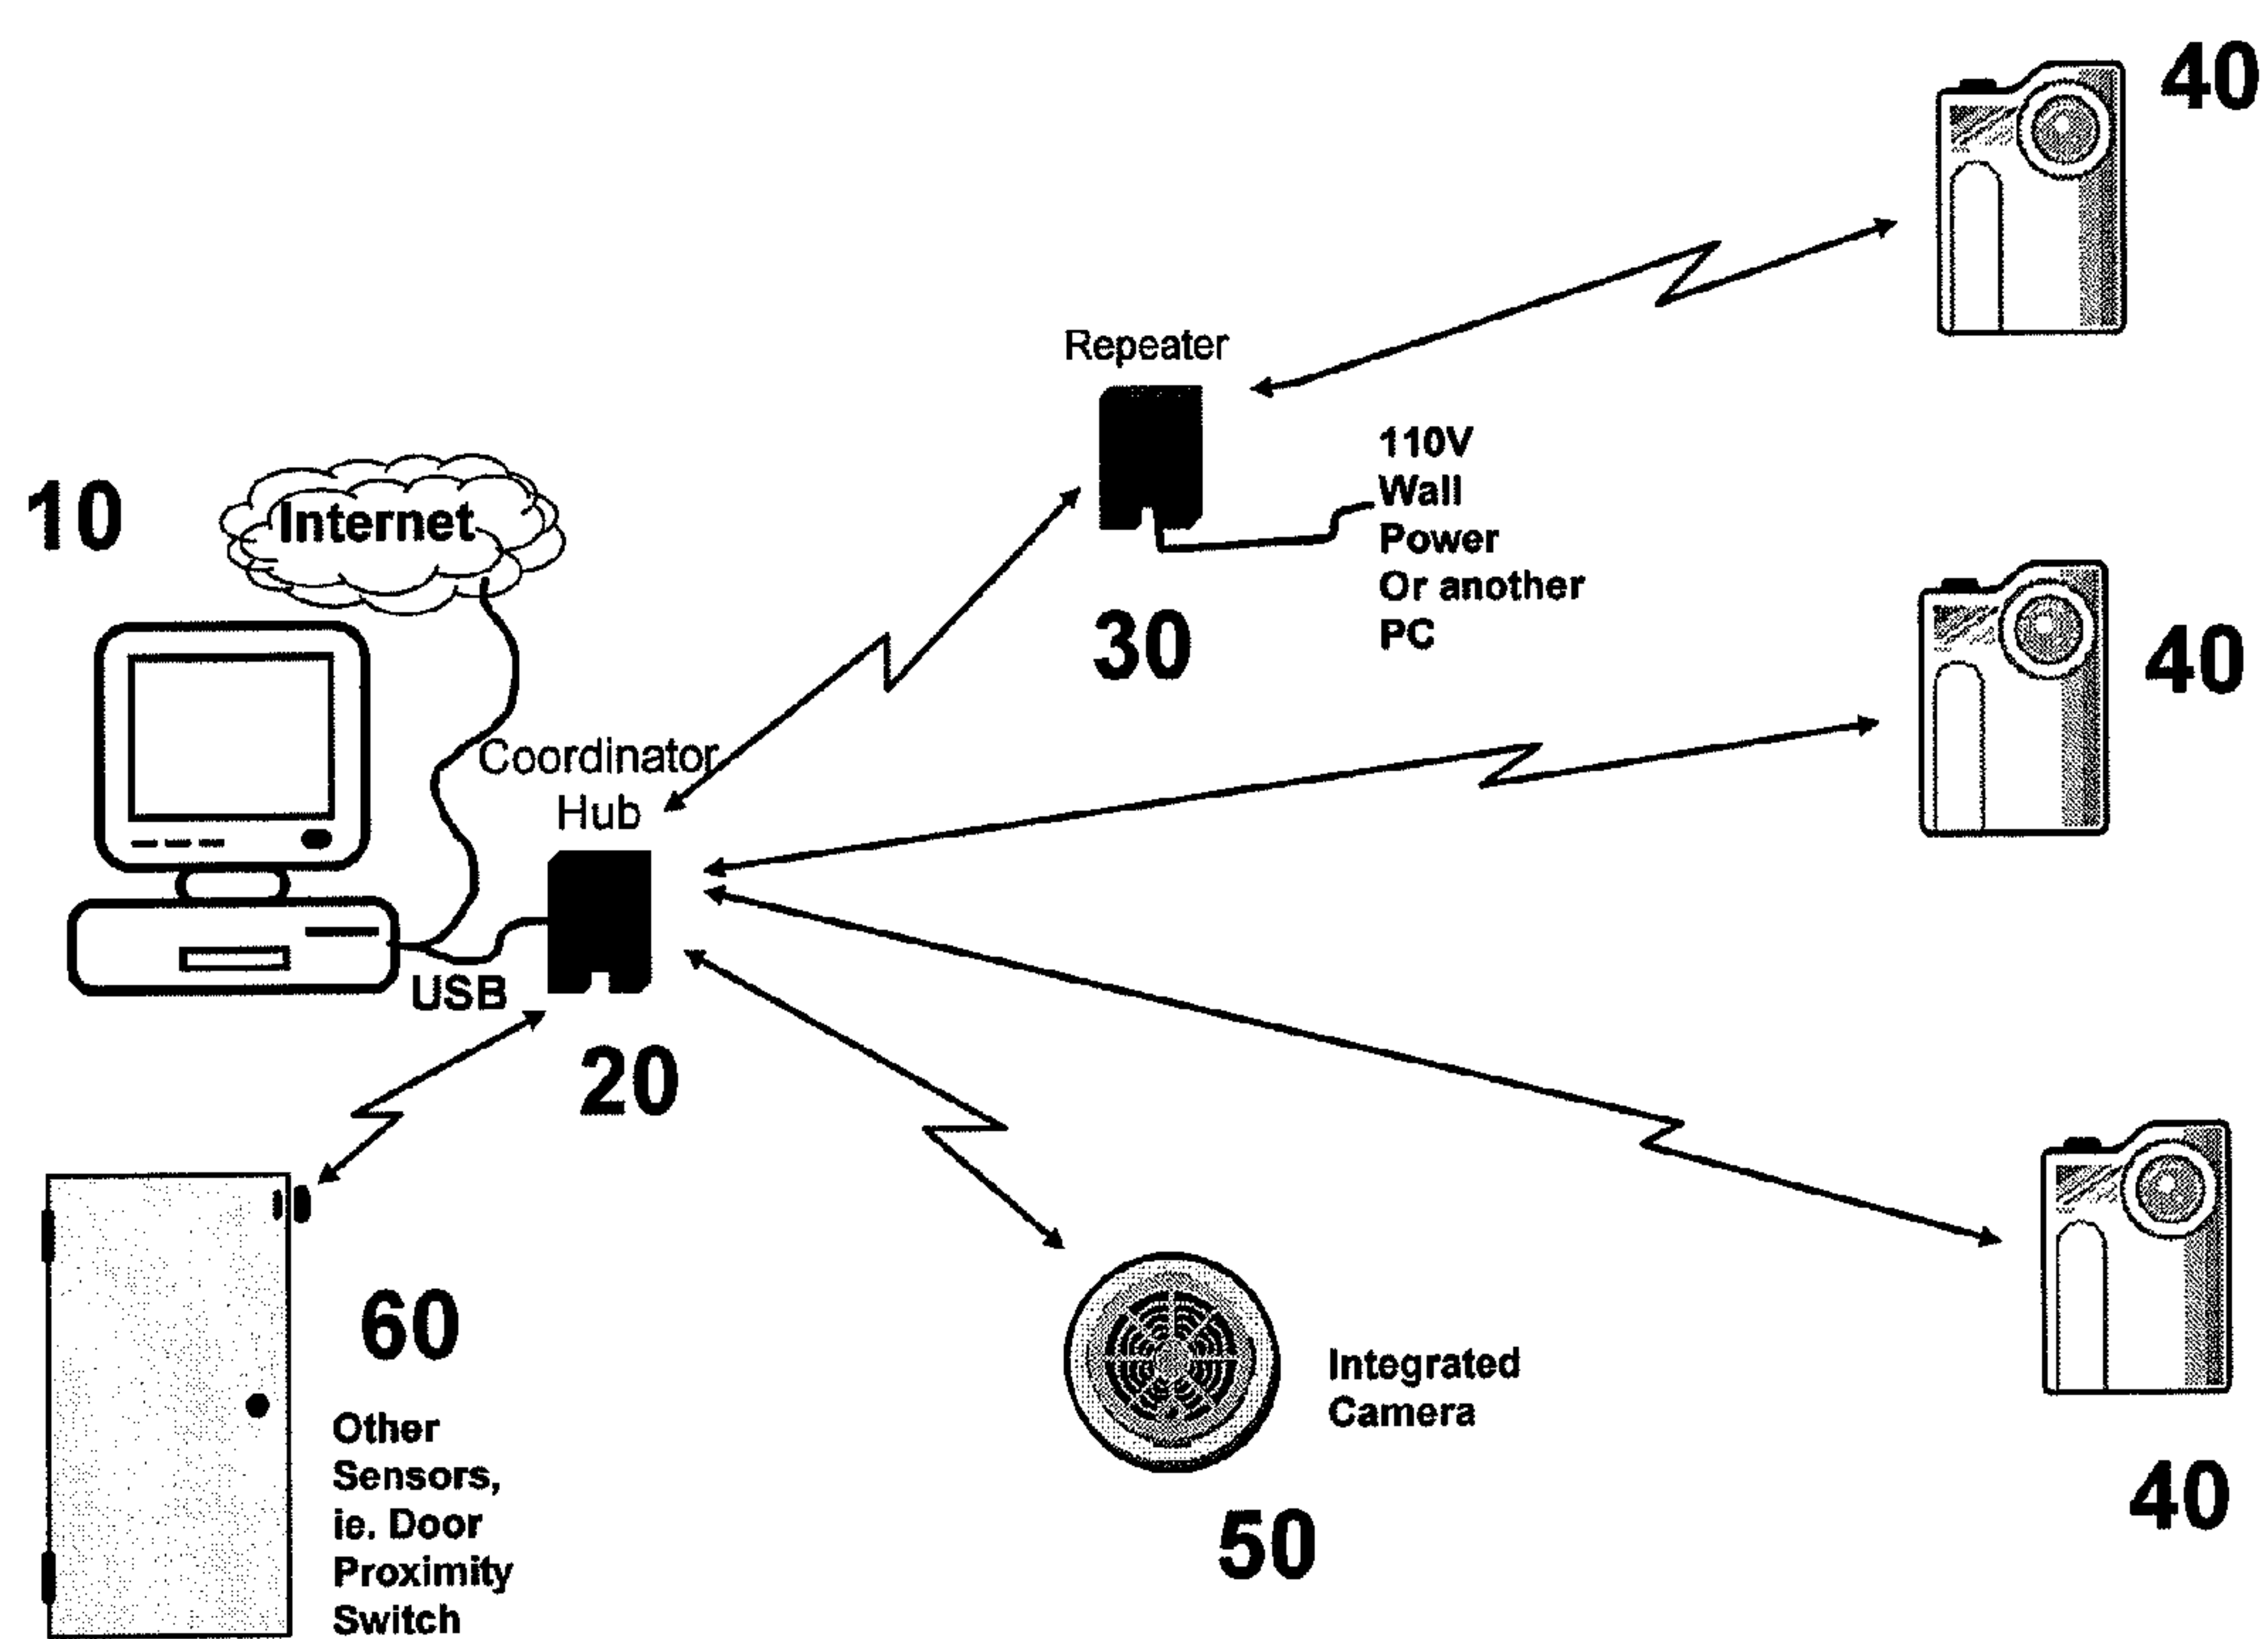 40
Repeater
110V
Wall
Power
Or another
PC
10
Internet
30
40
Coordinator
Hub
USB
20
60
Other
Sensors,
ie. Door
Proximity
Switch
Integrated
Camera
50
40